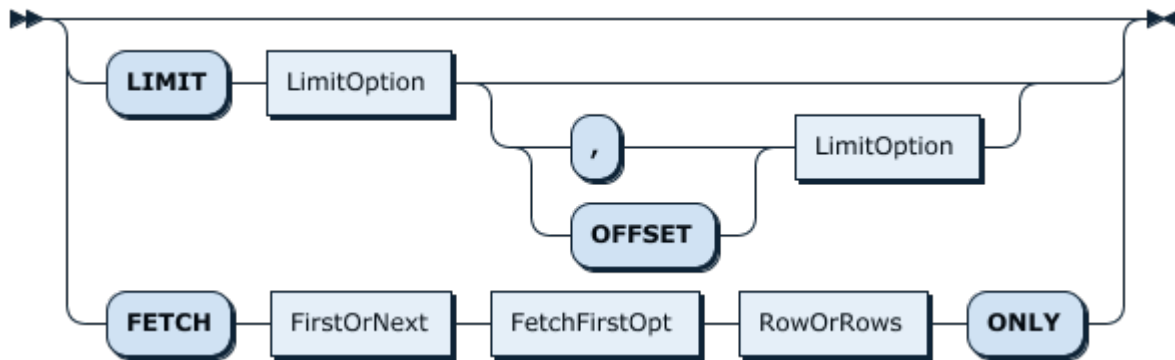 LIMIT LimitOption
, LimitOption
OFFSET
FETCH FirstOrNext FetchFirstOpt RowOrRows ONLY